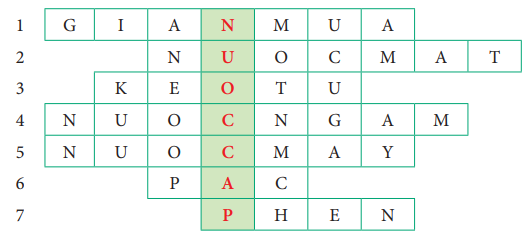 1 G I A N M U A
2 N U O C M A T
3 K E O T U
4 N U O C N G A M
5 N U O C M A Y
6 P A C
7 P H E N